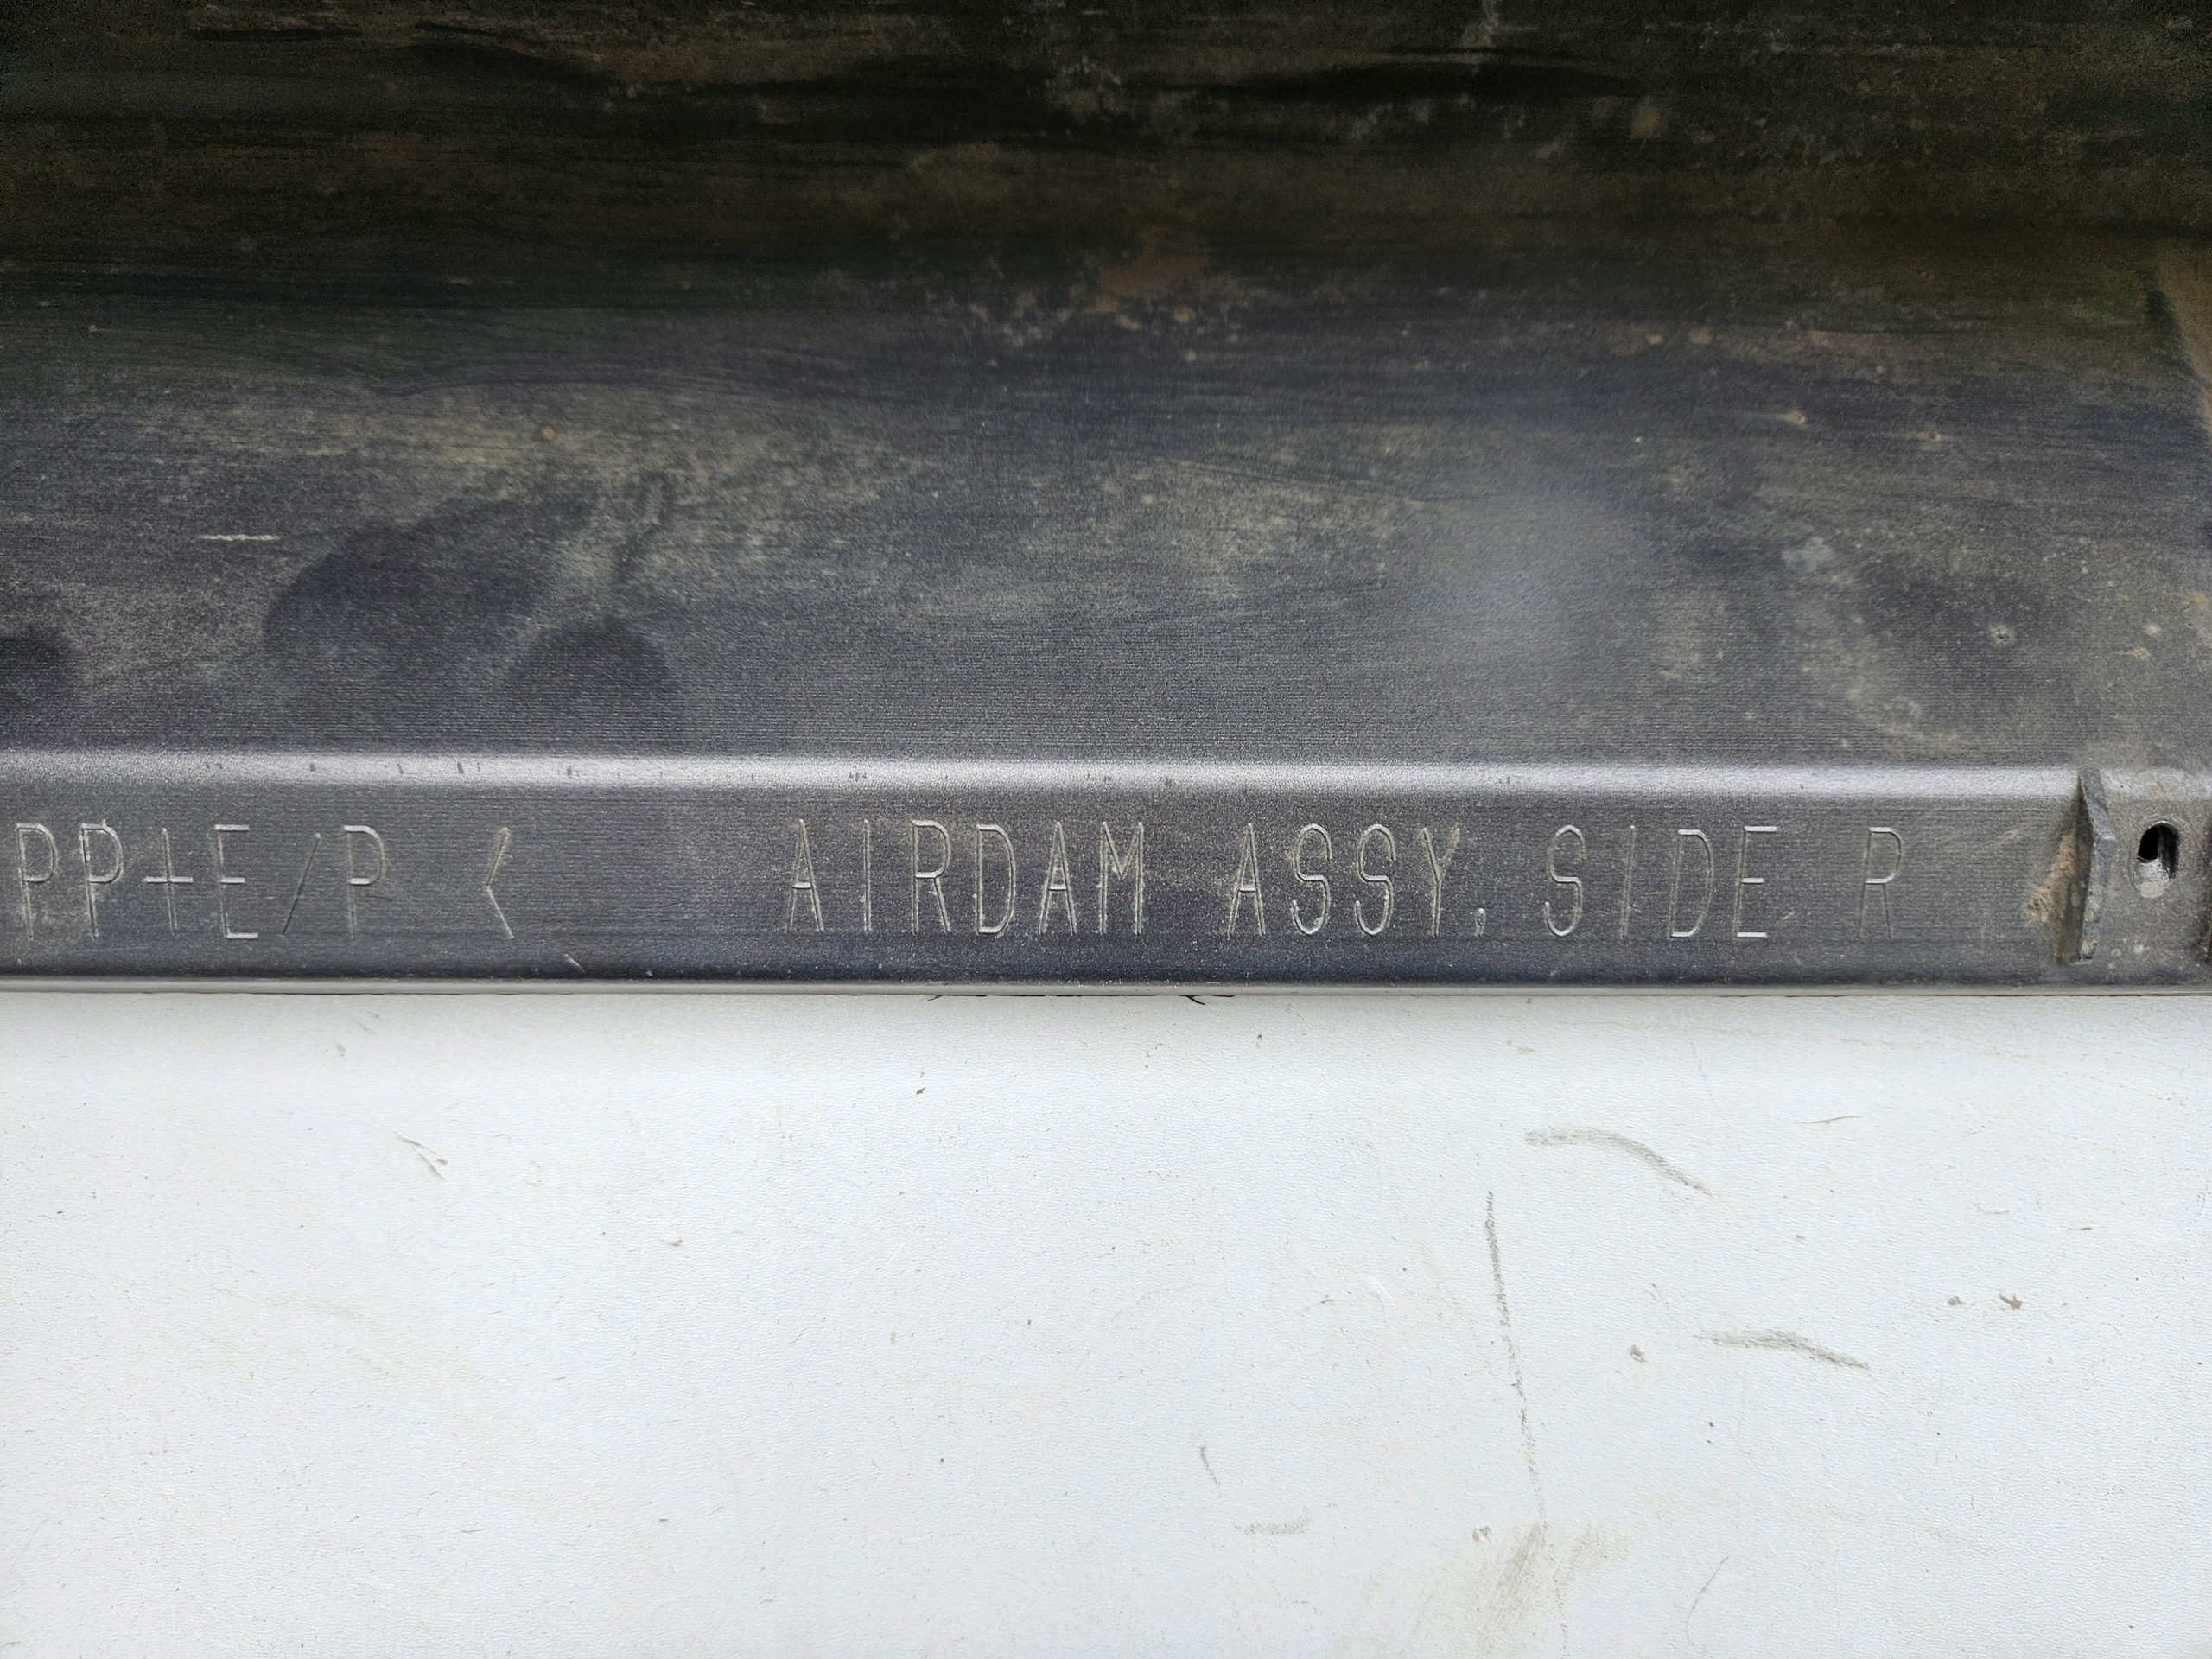 PP+E/P < AIRDAM ASSY, SIDE R